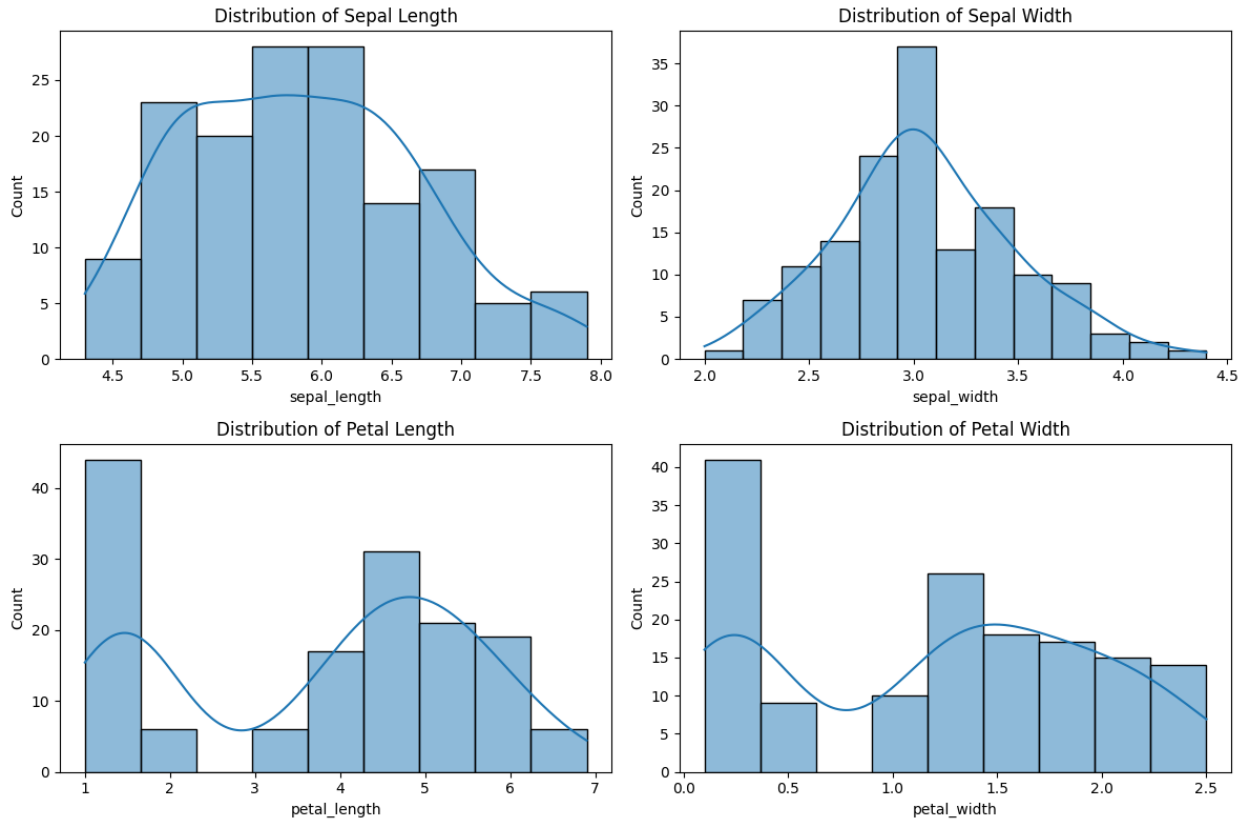 Distribution of Sepal Length
25
20
15
10
5
0
Count
4.5 5.0 5.5 6.0 6.5 7.0 7.5 8.0
sepal_length
Distribution of Sepal Width
35
30
25
20
15
10
5
0
Count
2.0 2.5 3.0 3.5 4.0 4.5
sepal_width
Distribution of Petal Length
40
30
20
10
0
Count
1 2 3 4 5 6 7
petal_length
Distribution of Petal Width
40
35
30
25
20
15
10
5
0
Count
0.0 0.5 1.0 1.5 2.0 2.5
petal_width